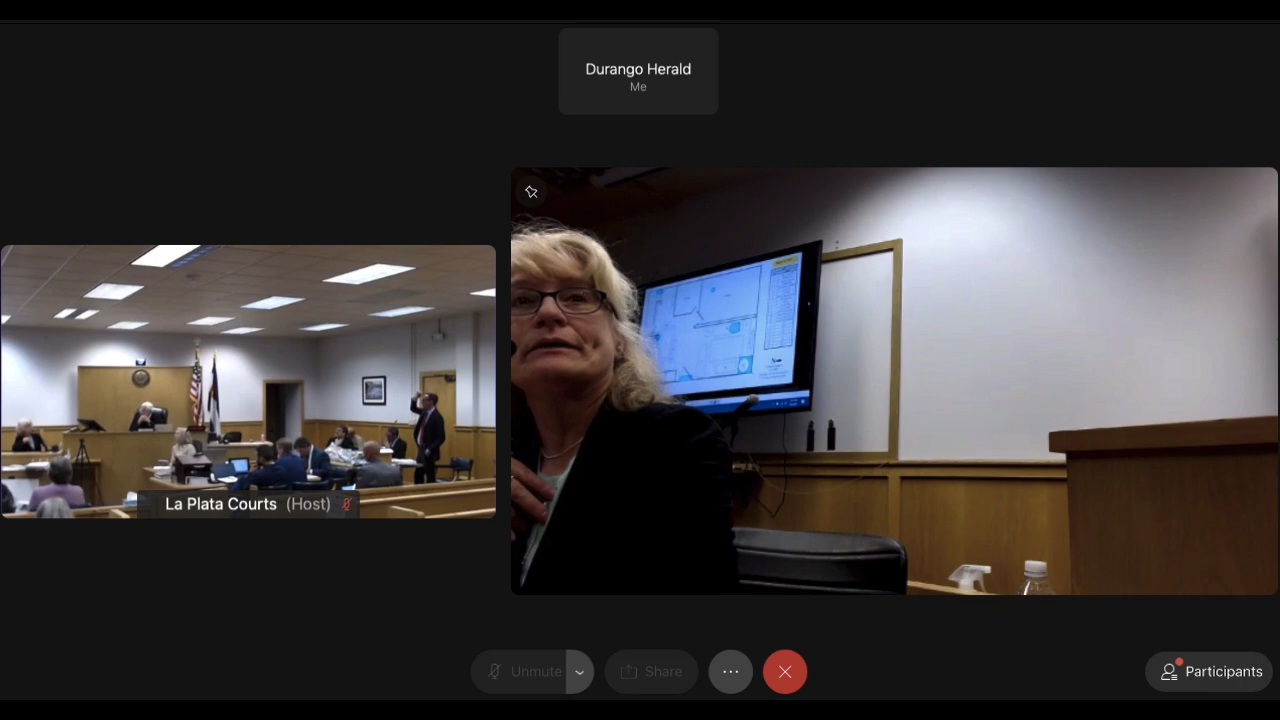 Durango Herald
Me
La Plata Courts (Host)
Unmute
Share
Participants